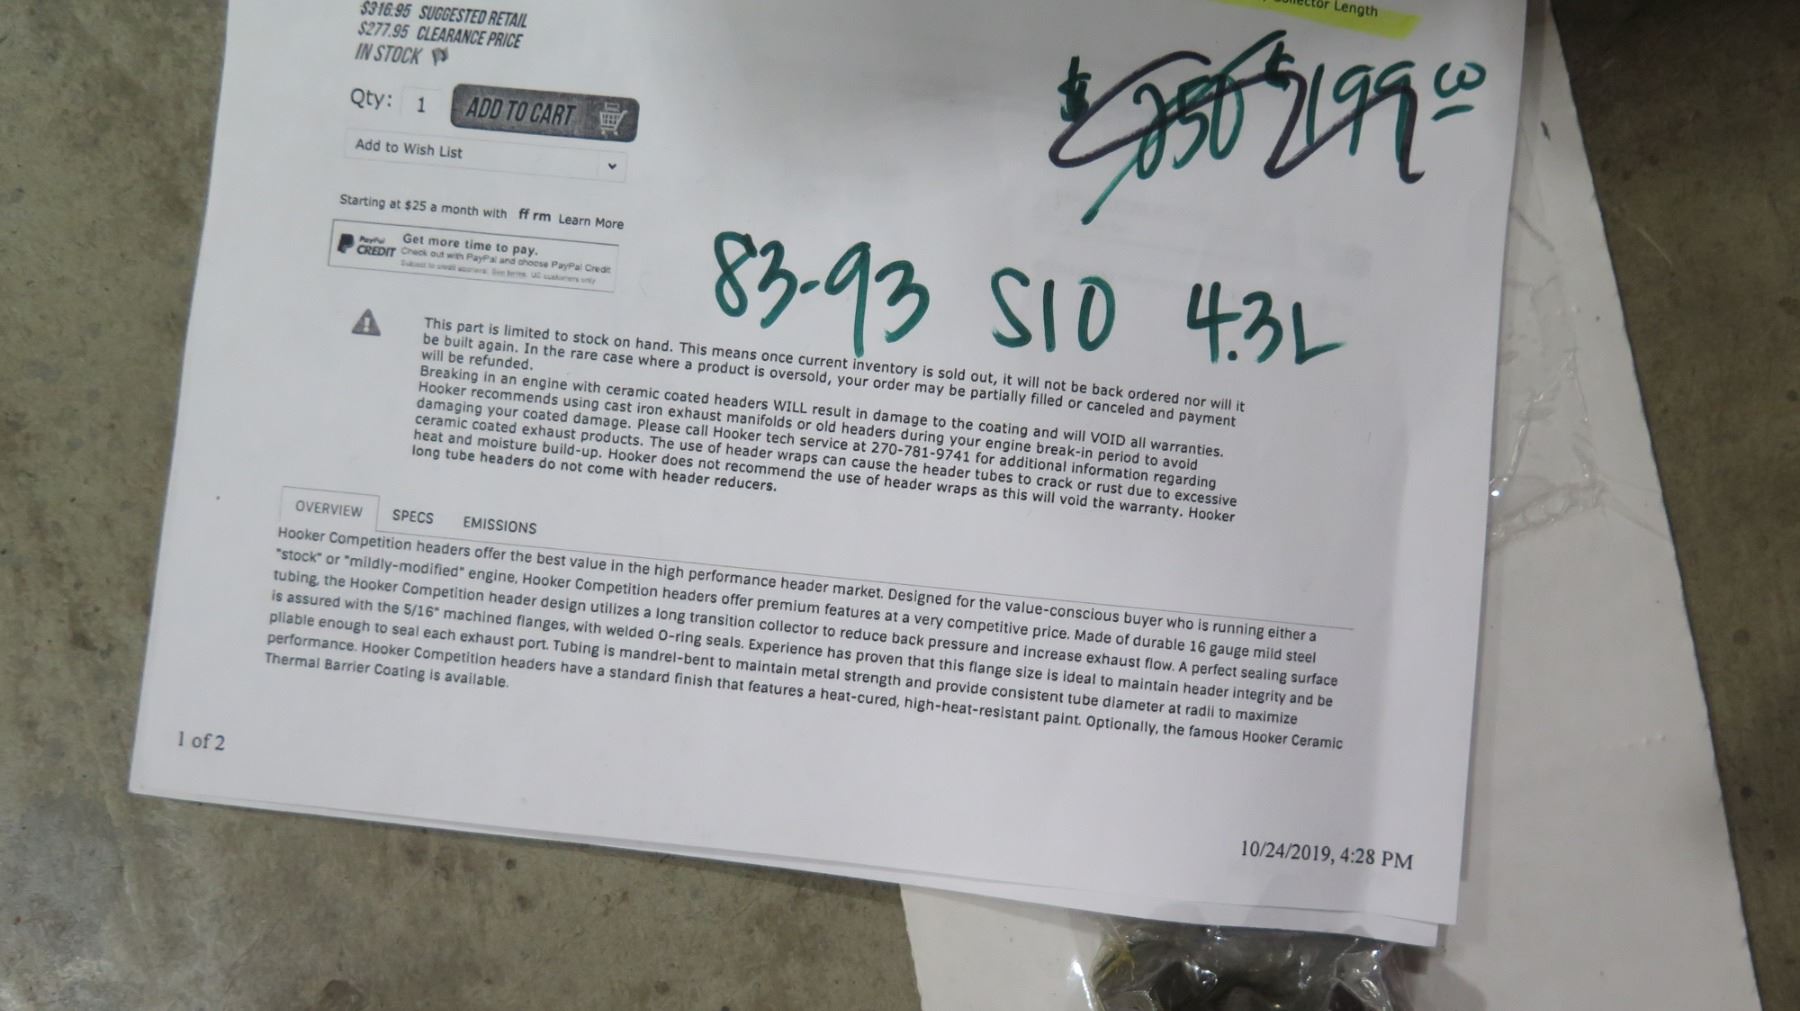 $316.95 SUGGESTED RETAIL
$277.95 CLEARANCE PRICE
IN STOCK
Collector Length
$250 $199 00
Qty: 1 ADD TO CART
Add to Wish List
Starting at $25 a month with ff rm Learn More
PayPal CREDIT
Get more time to pay.
Check out with PayPal and choose PayPal Credit
Subject to credit approval. See terms. US customers only
83-93 S10 4.3L
This part is limited to stock on hand. This means once current inventory is sold out, it will not be back ordered nor will it
be built again. In the rare case where a product is oversold, your order may be partially filled or canceled and payment
will be refunded.
Breaking in an engine with ceramic coated headers WILL result in damage to the coating and will VOID all warranties.
Hooker recommends using cast iron exhaust manifolds or old headers during your engine break-in period to avoid
damaging your coated damage. Please call Hooker tech service at 270-781-9741 for additional information regarding
ceramic coated exhaust products. The use of header wraps can cause the header tubes to crack or rust due to excessive
heat and moisture build-up. Hooker does not recommend the use of header wraps as this will void the warranty. Hooker
long tube headers do not come with header reducers.
OVERVIEW SPECS EMISSIONS
Hooker Competition headers offer the best value in the high performance header market. Designed for the value-conscious buyer who is running either a
"stock" or "mildly-modified" engine, Hooker Competition headers offer premium features at a very competitive price. Made of durable 16 gauge mild steel
tubing, the Hooker Competition header design utilizes a long transition collector to reduce back pressure and increase exhaust flow. A perfect sealing surface
is assured with the 5/16" machined flanges, with welded O-ring seals. Experience has proven that this flange size is ideal to maintain header integrity and be
pliable enough to seal each exhaust port. Tubing is mandrel-bent to maintain metal strength and provide consistent tube diameter at radii to maximize
performance. Hooker Competition headers have a standard finish that features a heat-cured, high-heat-resistant paint. Optionally, the famous Hooker Ceramic
Thermal Barrier Coating is available.
1 of 2
10/24/2019, 4:28 PM